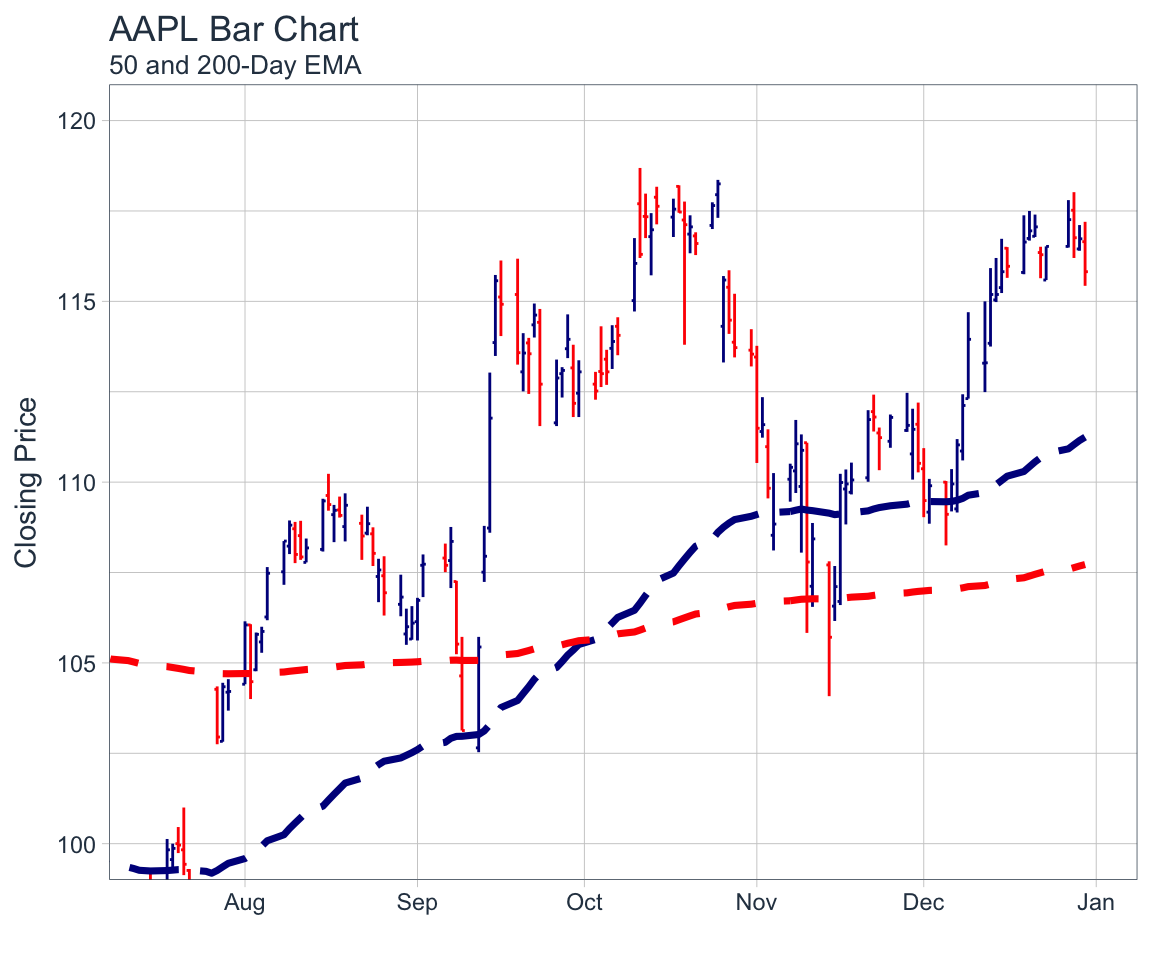 AAPL Bar Chart
50 and 200-Day EMA
120
115
110
105
100
Closing Price
Aug Sep Oct Nov Dec Jan